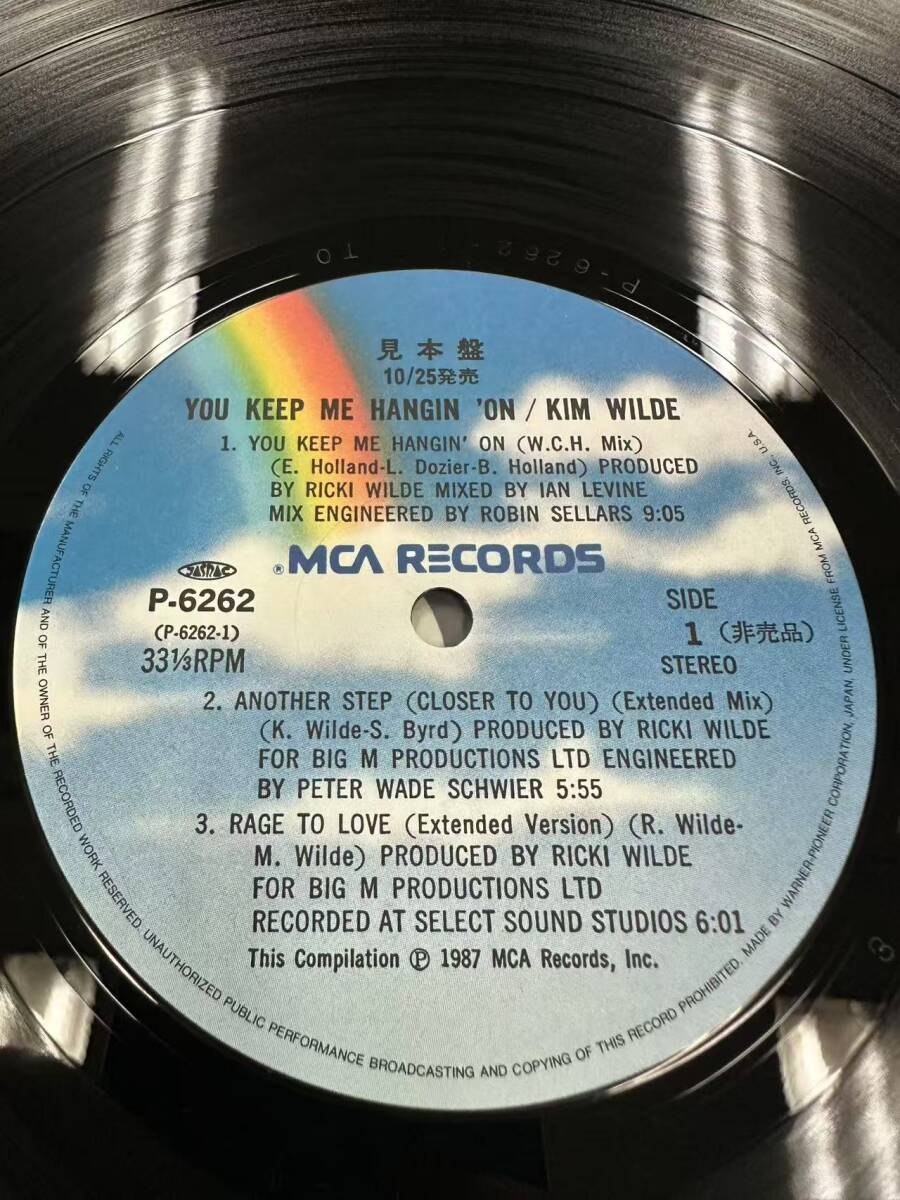 P-6262-1 TO
見本盤
10/25発売
YOU KEEP ME HANGIN 'ON / KIM WILDE
1. YOU KEEP ME HANGIN' ON (W.C.H. Mix)
(E. Holland-L. Dozier-B. Holland) PRODUCED
BY RICKI WILDE MIXED BY IAN LEVINE
MIX ENGINEERED BY ROBIN SELLARS 9:05
®MCA RECORDS
JASRAC
P-6262
(P-6262-1)
33⅓RPM
SIDE
1 (非売品)
STEREO
2. ANOTHER STEP (CLOSER TO YOU) (Extended Mix)
(K. Wilde-S. Byrd) PRODUCED BY RICKI WILDE
FOR BIG M PRODUCTIONS LTD ENGINEERED
BY PETER WADE SCHWIER 5:55
3. RAGE TO LOVE (Extended Version) (R. Wilde-
M. Wilde) PRODUCED BY RICKI WILDE
FOR BIG M PRODUCTIONS LTD
RECORDED AT SELECT SOUND STUDIOS 6:01
This Compilation Ⓟ 1987 MCA Records, Inc.
ALL RIGHTS OF THE MANUFACTURER AND OF THE OWNER OF THE RECORDED WORK RESERVED. UNAUTHORIZED PUBLIC PERFORMANCE BROADCASTING AND COPYING OF THIS RECORD PROHIBITED. MADE BY WARNER-PIONEER CORPORATION, JAPAN, UNDER LICENSE FROM MCA RECORDS, INC. U.S.A.
3